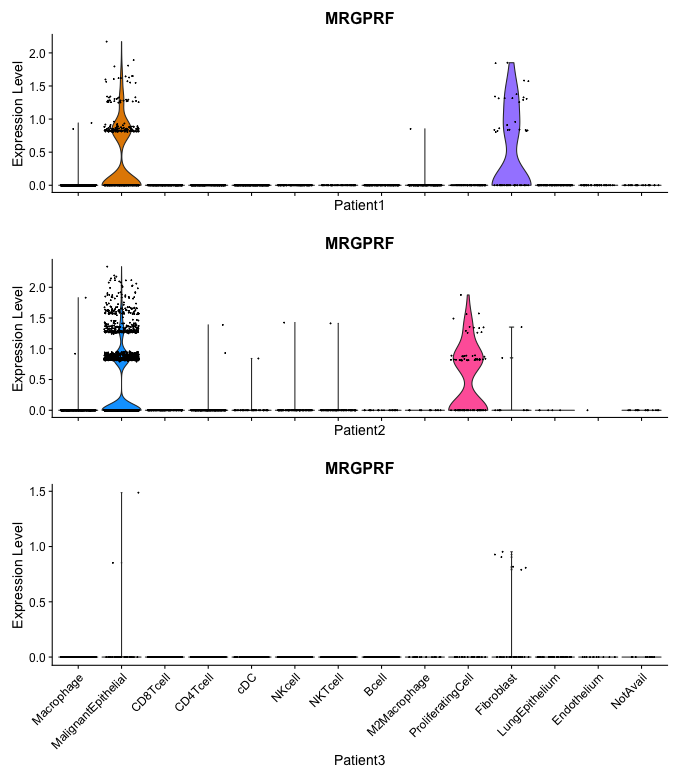 MRGPRF
Expression Level
2.0
1.5
1.0
0.5
0.0
Patient1
MRGPRF
Expression Level
2.0
1.5
1.0
0.5
0.0
Patient2
MRGPRF
Expression Level
1.5
1.0
0.5
0.0
Macrophage
MalignantEpithelial
CD8Tcell
CD4Tcell
cDC
NKcell
NKTcell
Bcell
M2Macrophage
ProliferatingCell
Fibroblast
LungEpithelium
Endothelium
NotAvail
Patient3